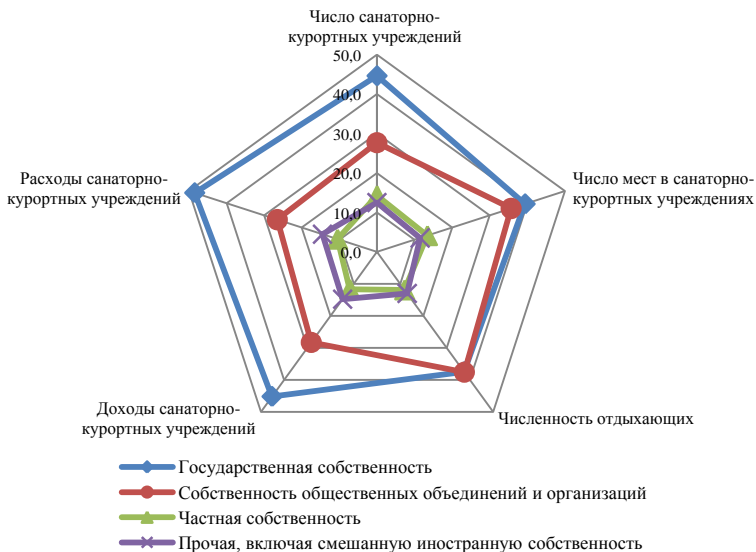 Число санаторно-
курортных учреждений
50,0
40,0
30,0
20,0
10,0
0,0
Число мест в санаторно-
курортных учреждениях
Численность отдыхающих
Доходы санаторно-
курортных учреждений
Расходы санаторно-
курортных учреждений
Государственная собственность
Собственность общественных объединений и организаций
Частная собственность
Прочая, включая смешанную иностранную собственность